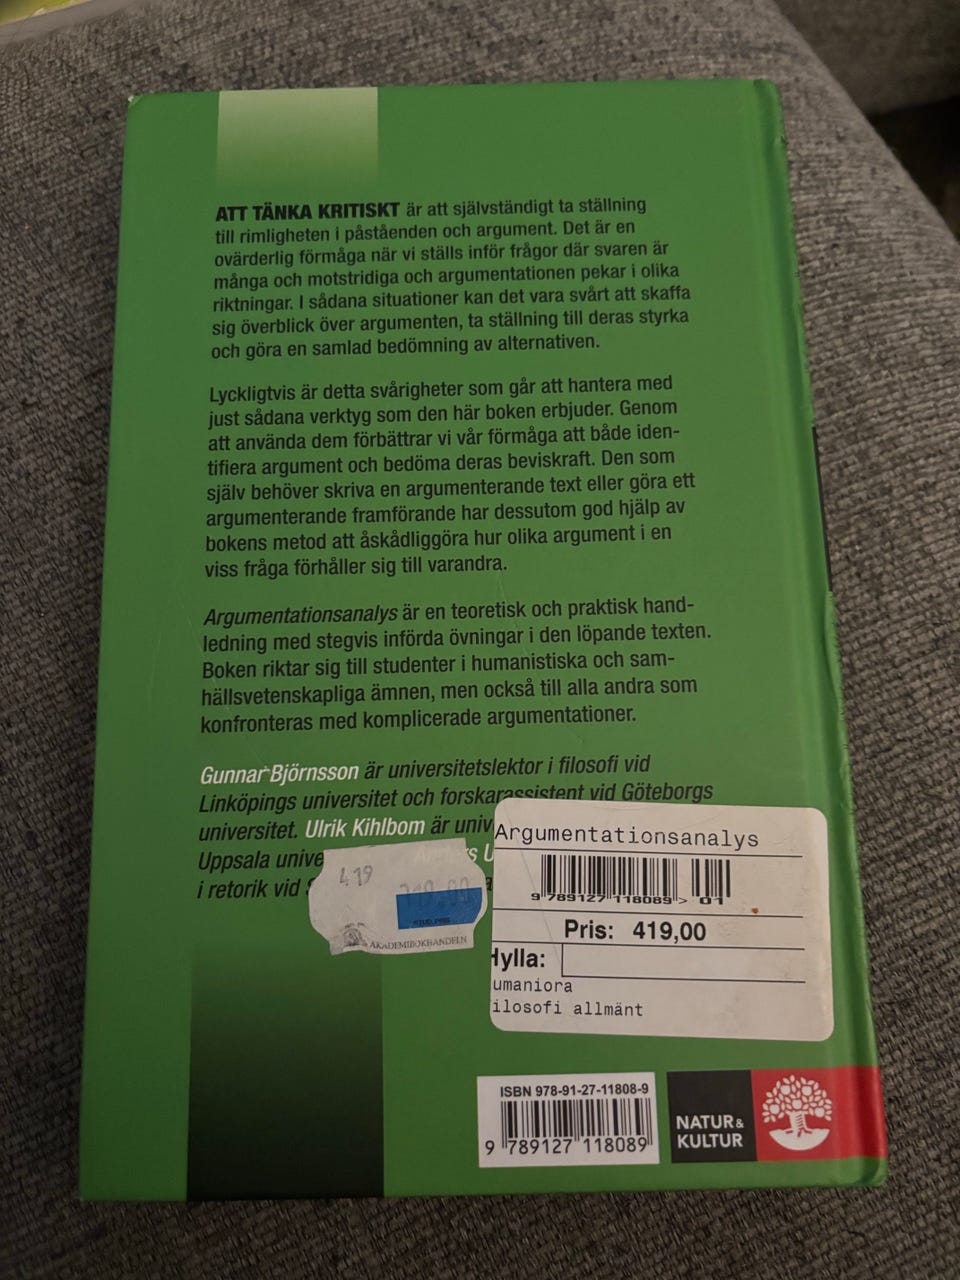 ATT TÄNKA KRITISKT är att självständigt ta ställning
till rimligheten i påståenden och argument. Det är en
ovärderlig förmåga när vi ställs inför frågor där svaren är
många och motstridiga och argumentationen pekar i olika
riktningar. I sådana situationer kan det vara svårt att skaffa
sig överblick över argumenten, ta ställning till deras styrka
och göra en samlad bedömning av alternativen.
Lyckligtvis är detta svårigheter som går att hantera med
just sådana verktyg som den här boken erbjuder. Genom
att använda dem förbättrar vi vår förmåga att både iden-
tifiera argument och bedöma deras beviskraft. Den som
själv behöver skriva en argumenterande text eller göra ett
argumenterande framförande har dessutom god hjälp av
bokens metod att åskådliggöra hur olika argument i en
viss fråga förhåller sig till varandra.
Argumentationsanalys är en teoretisk och praktisk hand-
ledning med stegvis införda övningar i den löpande texten.
Boken riktar sig till studenter i humanistiska och sam-
hällsvetenskapliga ämnen, men också till alla andra som
konfronteras med komplicerade argumentationer.
Gunnar Björnsson är universitetslektor i filosofi vid
Linköpings universitet och forskarassistent vid Göteborgs
universitet. Ulrik Kihlbom är univ
Uppsala unive
i retorik vid
419
AKADEMIBOKHANDELN
Argumentationsanalys
9 789127 118089 > 01
Pris: 419,00
Hylla:
umaniora
ilosofi allmänt
ISBN 978-91-27-11808-9
9 789127 118089
NATUR &
KULTUR